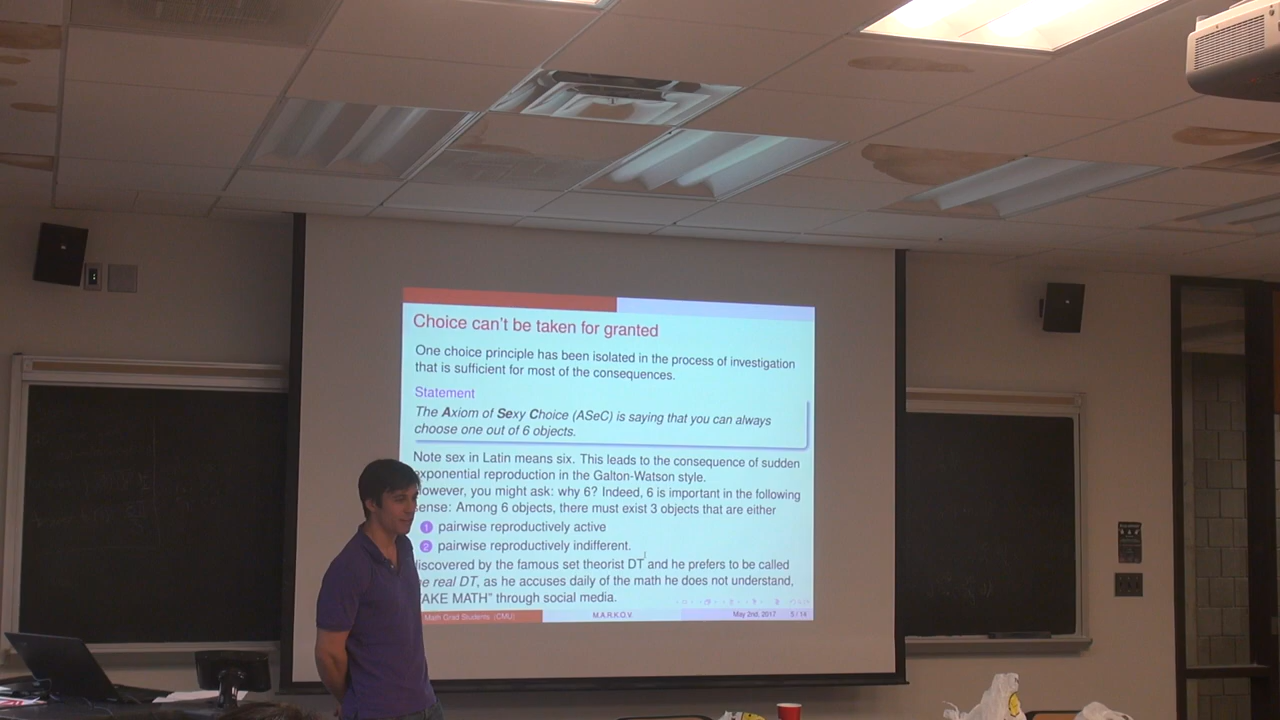 Choice can't be taken for granted
One choice principle has been isolated in the process of investigation
that is sufficient for most of the consequences.
Statement
The Axiom of Sexy Choice (ASeC) is saying that you can always
choose one out of 6 objects.
Note sex in Latin means six. This leads to the consequence of sudden
exponential reproduction in the Galton-Watson style.
However, you might ask: why 6? Indeed, 6 is important in the following
sense: Among 6 objects, there must exist 3 objects that are either
1 pairwise reproductively active
2 pairwise reproductively indifferent.
discovered by the famous set theorist DT and he prefers to be called
real DT, as he accuses daily of the math he does not understand,
AKE MATH" through social media.
Math Grad Students (CMU) M.A.R.K.O.V. May 2nd, 2017 5 / 14